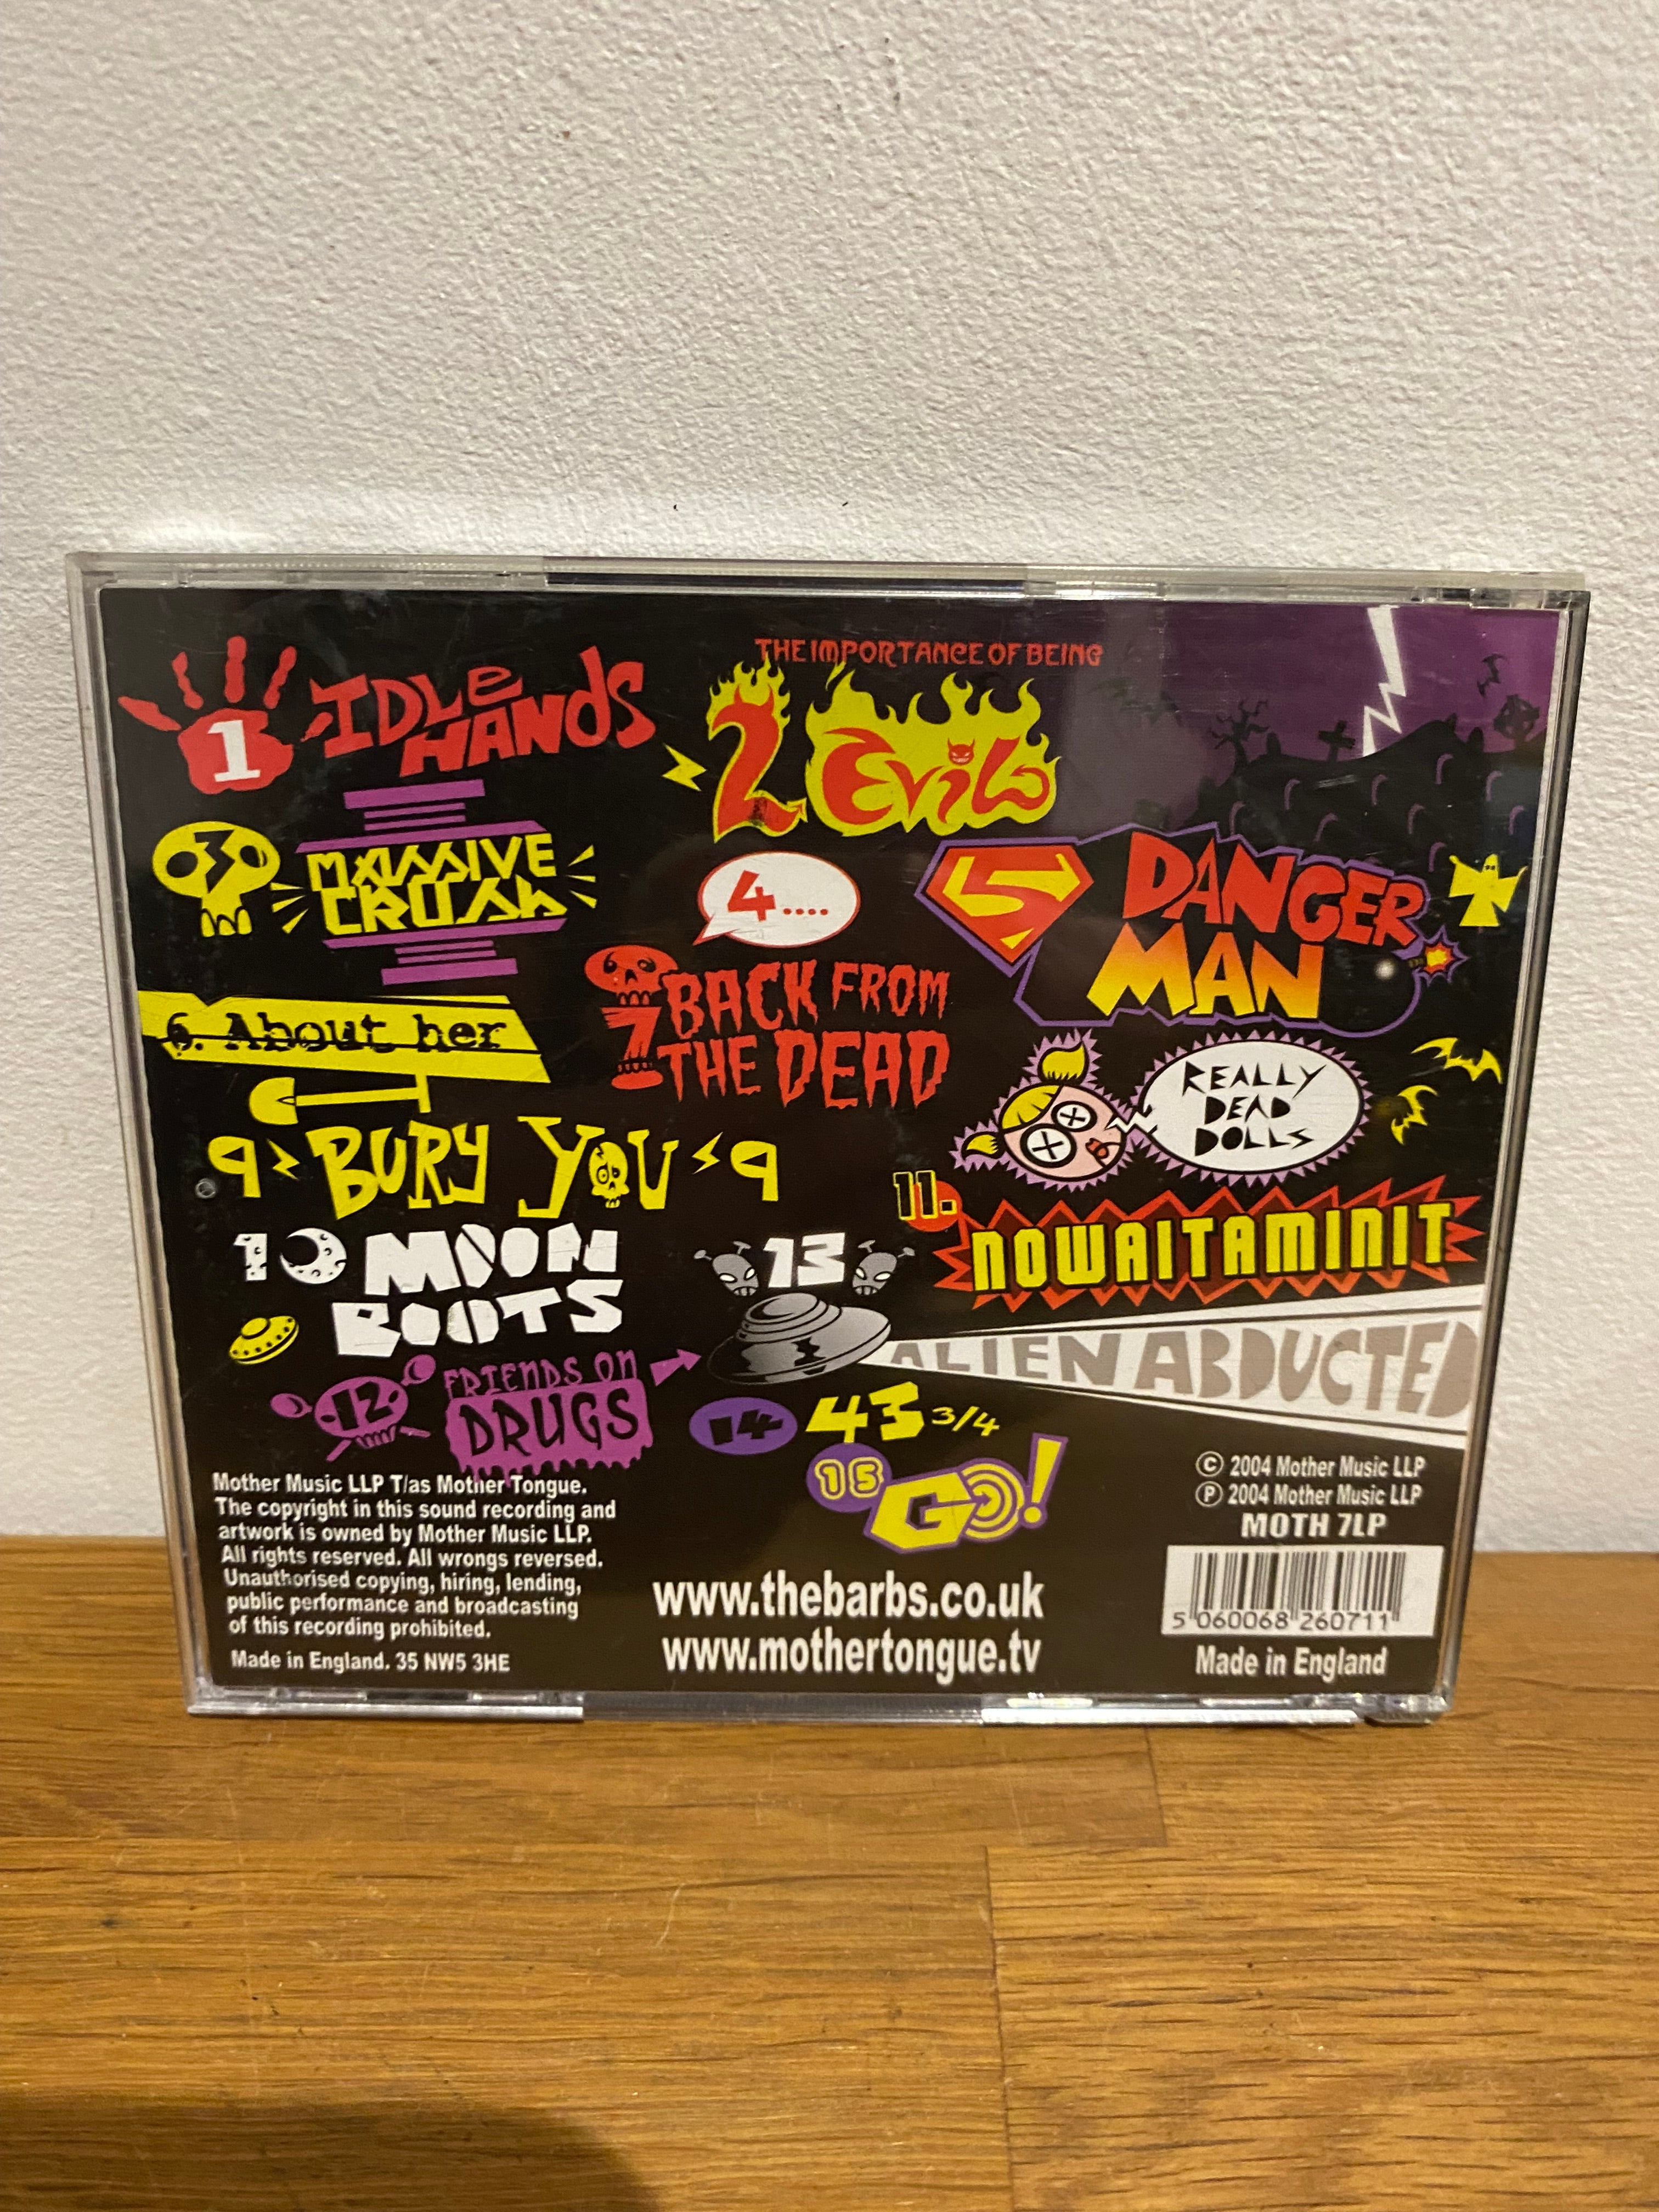 1 IDLE HANDS
THE IMPORTANCE OF BEING
2 EVIL
3 MASSIVE
CRUSH
4 ....
5 DANGER
MAN
6. About her
7 BACK FROM
THE DEAD
REALLY
DEAD
DOLLS
9 BURY YOU 9
10 MOON
BOOTS
11.
NOWAITAMINIT
12 FRIENDS ON
DRUGS
13
ALIEN ABDUCTED
14 43 3/4
15 GO!
Mother Music LLP T/as Mother Tongue.
The copyright in this sound recording and
artwork is owned by Mother Music LLP.
All rights reserved. All wrongs reversed.
Unauthorised copying, hiring, lending,
public performance and broadcasting
of this recording prohibited.
Made in England. 35 NW5 3HE
www.thebarbs.co.uk
www.mothertongue.tv
© 2004 Mother Music LLP
℗ 2004 Mother Music LLP
MOTH 7LP
5 060068 260711
Made in England